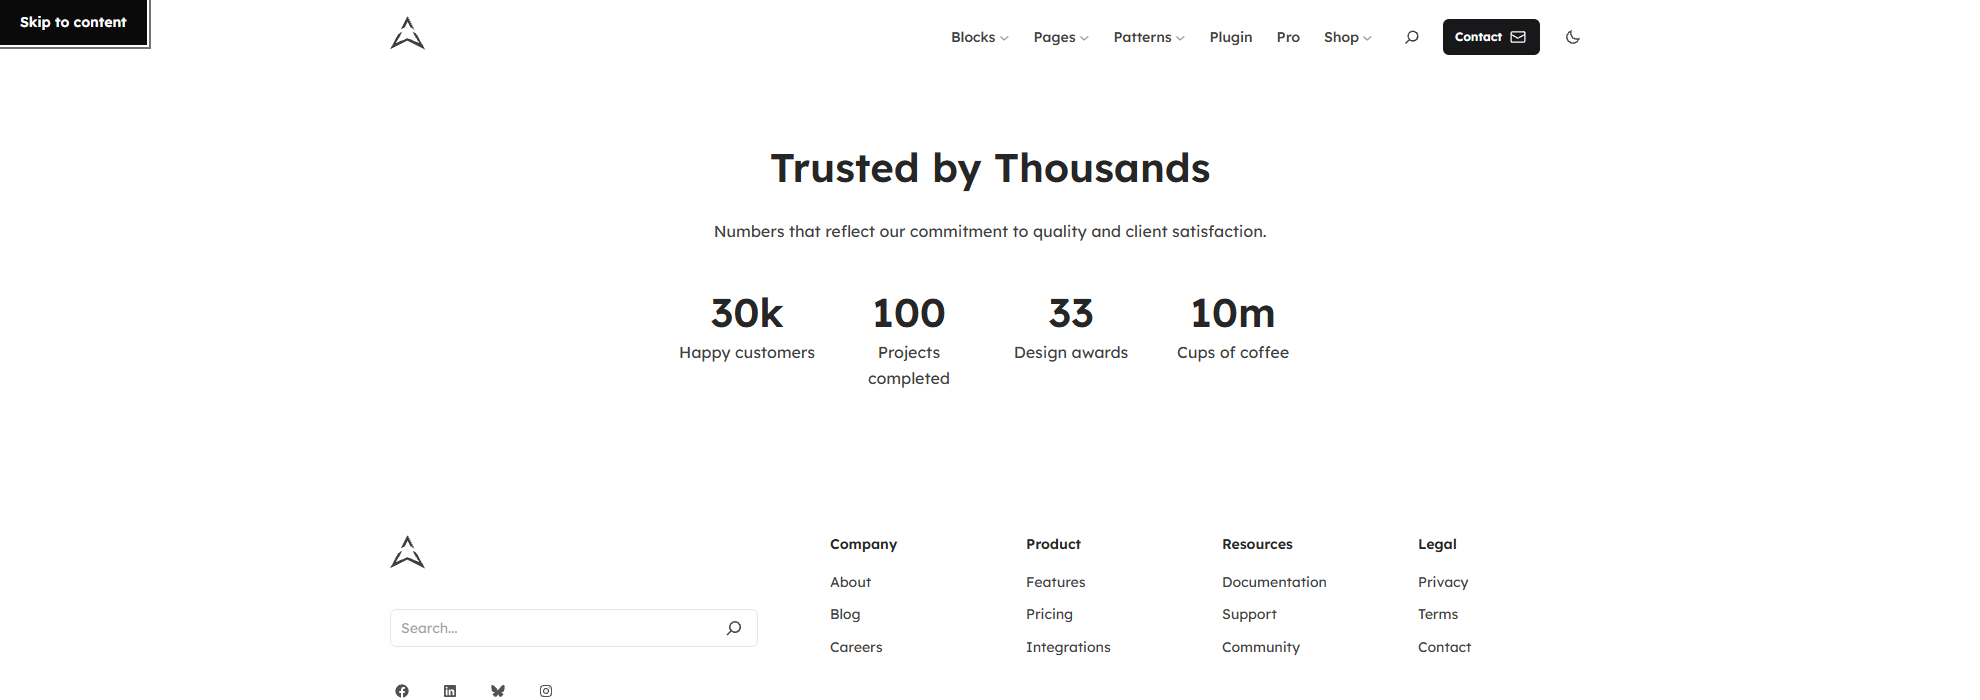 Skip to content
Blocks Pages Patterns Plugin Pro Shop Contact
Trusted by Thousands
Numbers that reflect our commitment to quality and client satisfaction.
30k
Happy customers
100
Projects
completed
33
Design awards
10m
Cups of coffee
Search...
Company
About
Blog
Careers
Product
Features
Pricing
Integrations
Resources
Documentation
Support
Community
Legal
Privacy
Terms
Contact